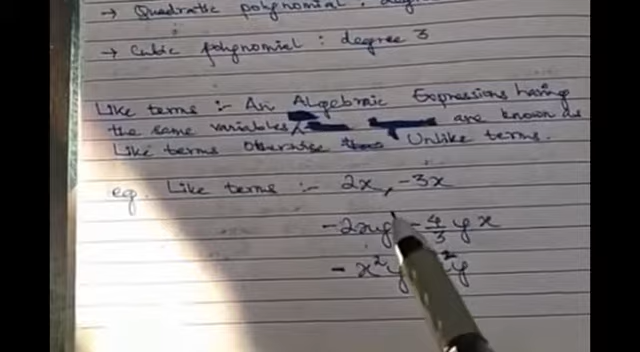 → Quadratic polynomial : degree
→ Cubic polynomial : degree 3
Like terms :- An Algebraic Expressions having
the same variables, are known as
Like terms otherwise Unlike terms.
eg. Like terms :- 2x, -3x
-2xy - 4/3 yx
- x²y ²y